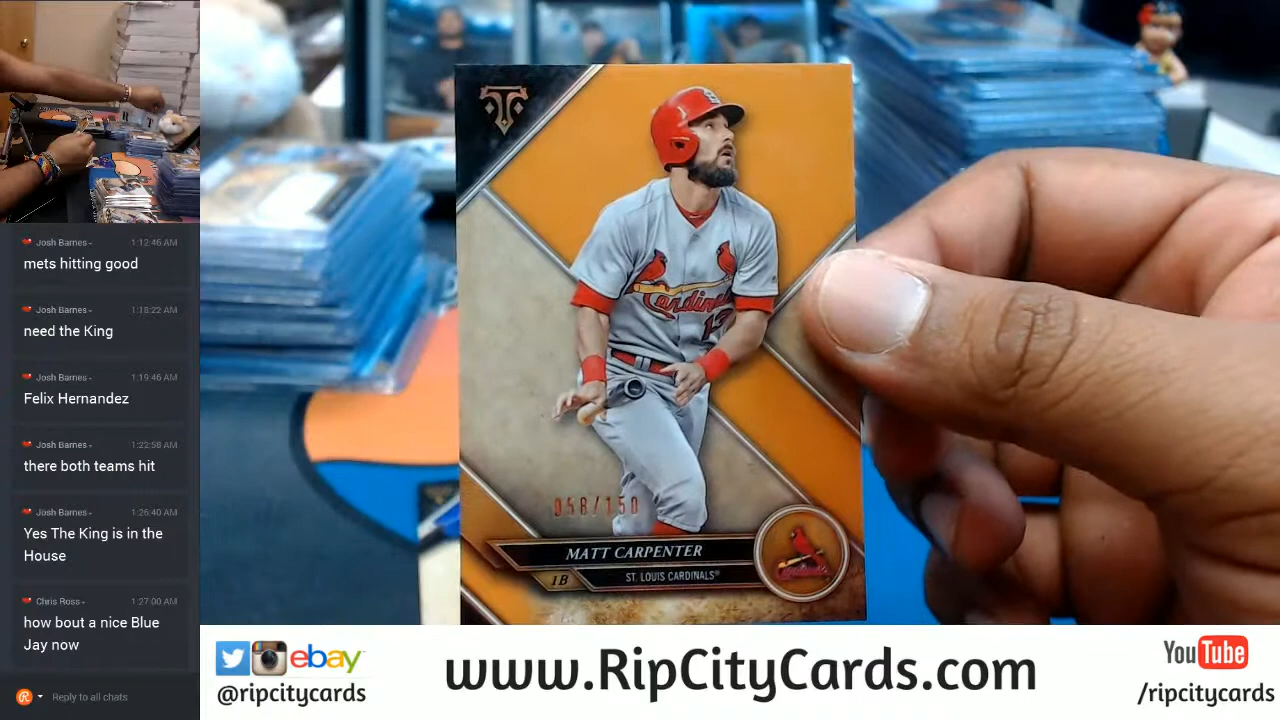 Josh Barnes - 1:12:46 AM
mets hitting good
Josh Barnes - 1:18:22 AM
need the King
Josh Barnes - 1:19:46 AM
Felix Hernandez
Josh Barnes - 1:22:58 AM
there both teams hit
Josh Barnes - 1:26:40 AM
Yes The King is in the
House
Chris Ross - 1:27:00 AM
how bout a nice Blue
Jay now
Reply to all chats
T
Cardinals
13
058/150
MATT CARPENTER
1B ST. LOUIS CARDINALS®
Cardinals
ebay
@ripcitycards
www.RipCityCards.com
YouTube
/ripcitycards